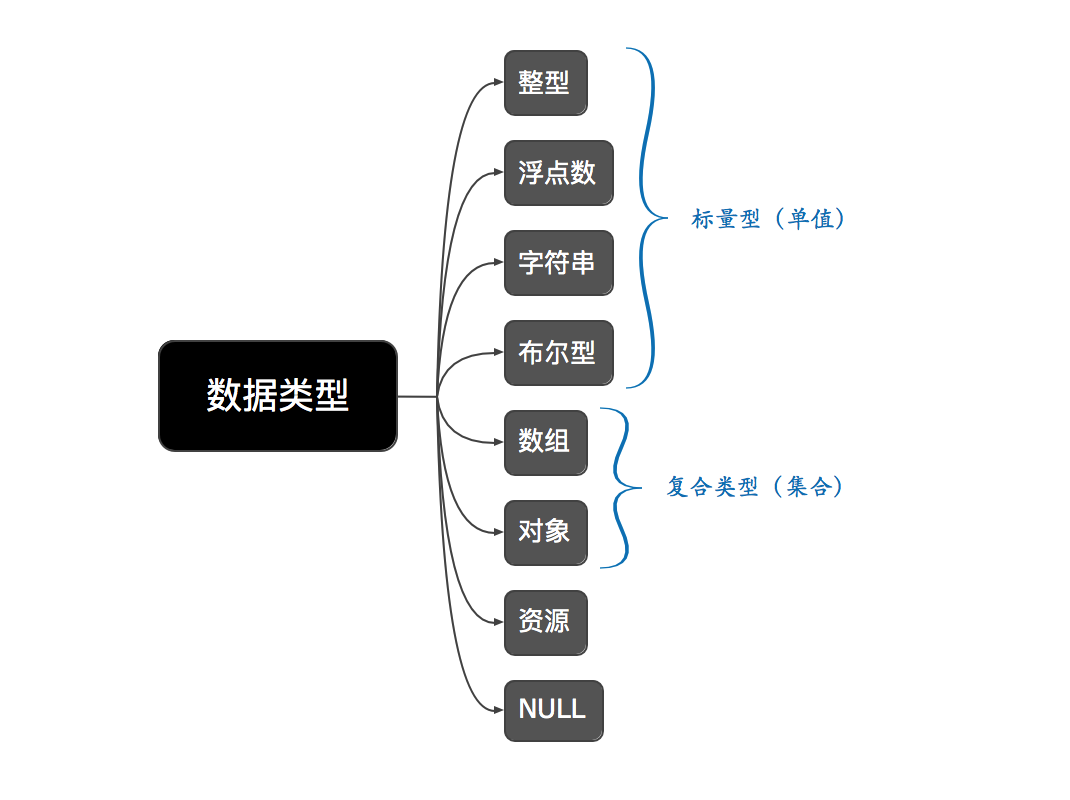 数据类型
整型
浮点数
字符串
布尔型
标量型（单值）
数组
对象
复合类型（集合）
资源
NULL